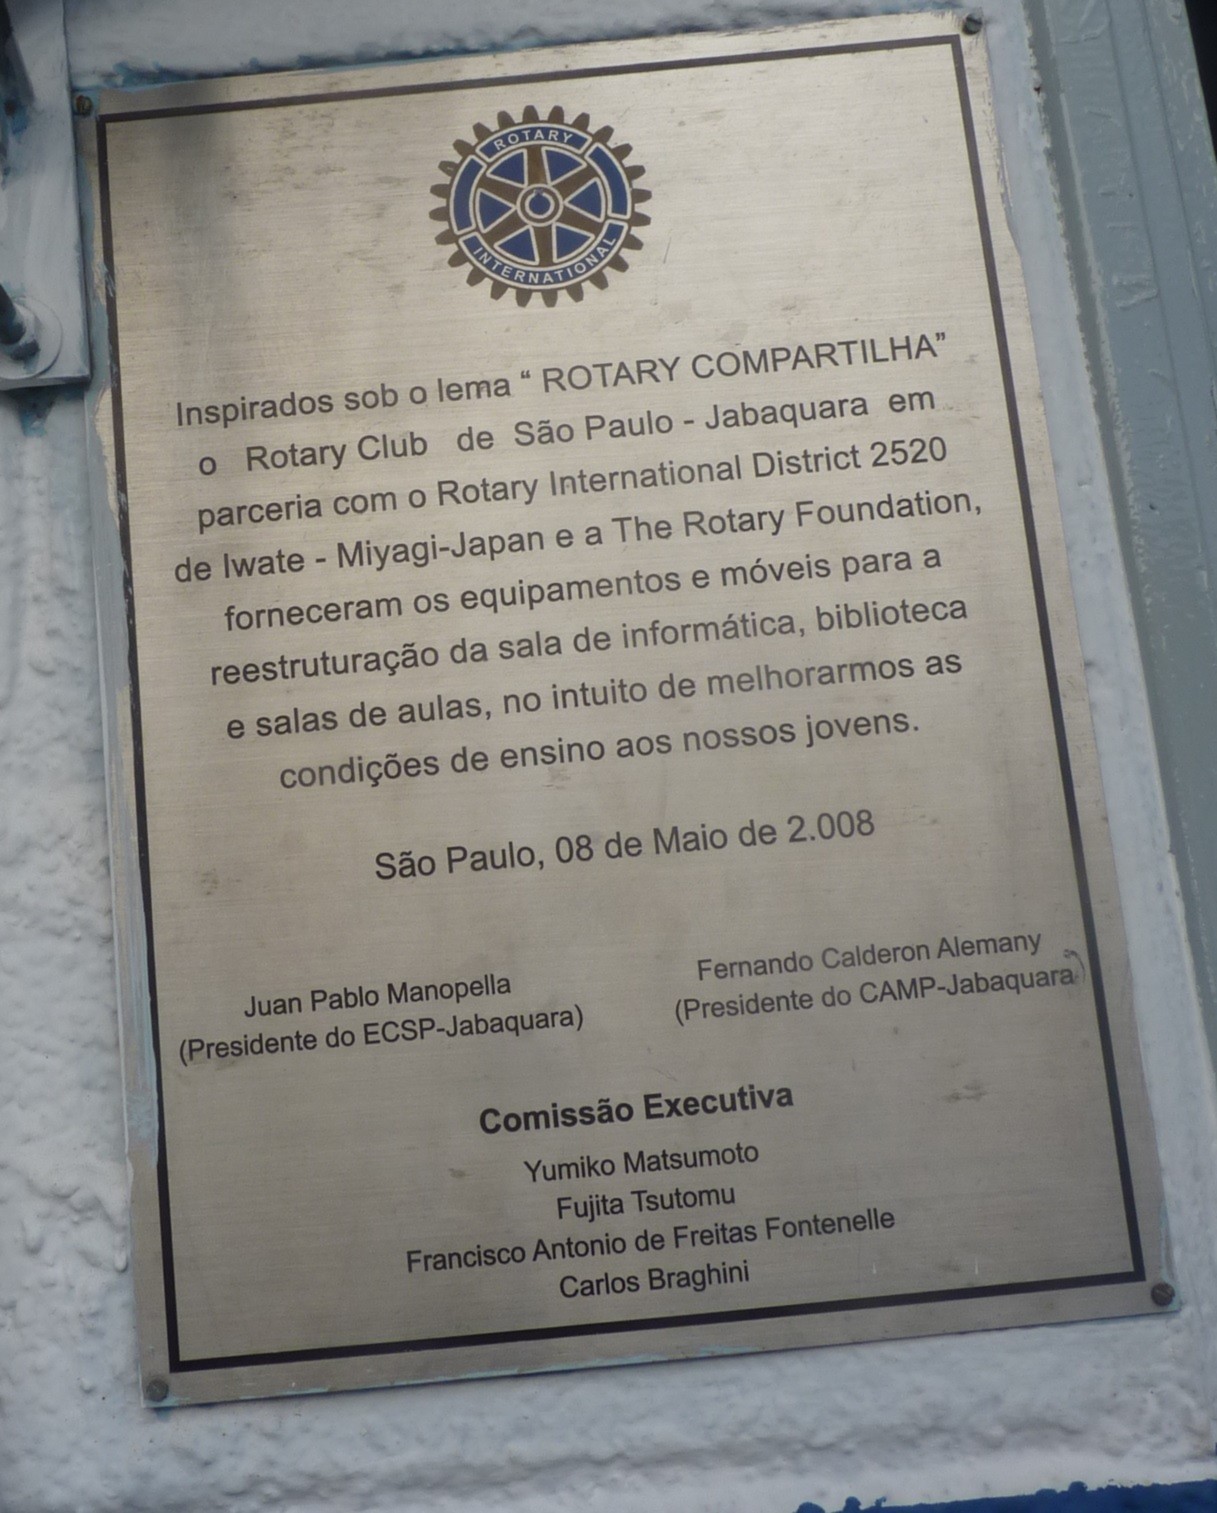 ROTARY
INTERNATIONAL
Inspirados sob o lema “ ROTARY COMPARTILHA”
o Rotary Club de São Paulo - Jabaquara em
parceria com o Rotary International District 2520
de Iwate - Miyagi-Japan e a The Rotary Foundation,
forneceram os equipamentos e móveis para a
reestruturação da sala de informática, biblioteca
e salas de aulas, no intuito de melhorarmos as
condições de ensino aos nossos jovens.
São Paulo, 08 de Maio de 2.008
Juan Pablo Manopella
(Presidente do ECSP-Jabaquara)
Fernando Calderon Alemany
(Presidente do CAMP-Jabaquara)
Comissão Executiva
Yumiko Matsumoto
Fujita Tsutomu
Francisco Antonio de Freitas Fontenelle
Carlos Braghini